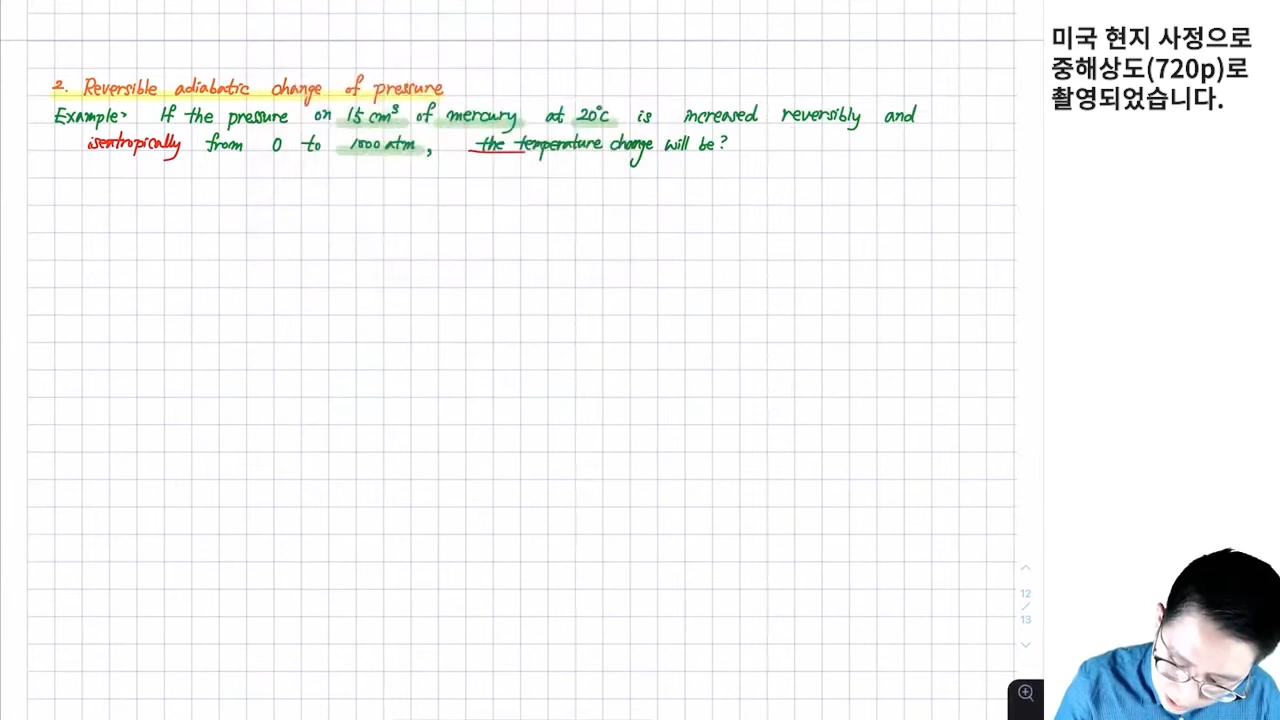 2. Reversible adiabatic change of pressure
Example> If the pressure on 15 cm³ of mercury at 20°C is increased reversibly and
isentropically from 0 to 1000 atm, the temperature change will be?
미국 현지 사정으로
중해상도(720p)로
촬영되었습니다.
12
/
13